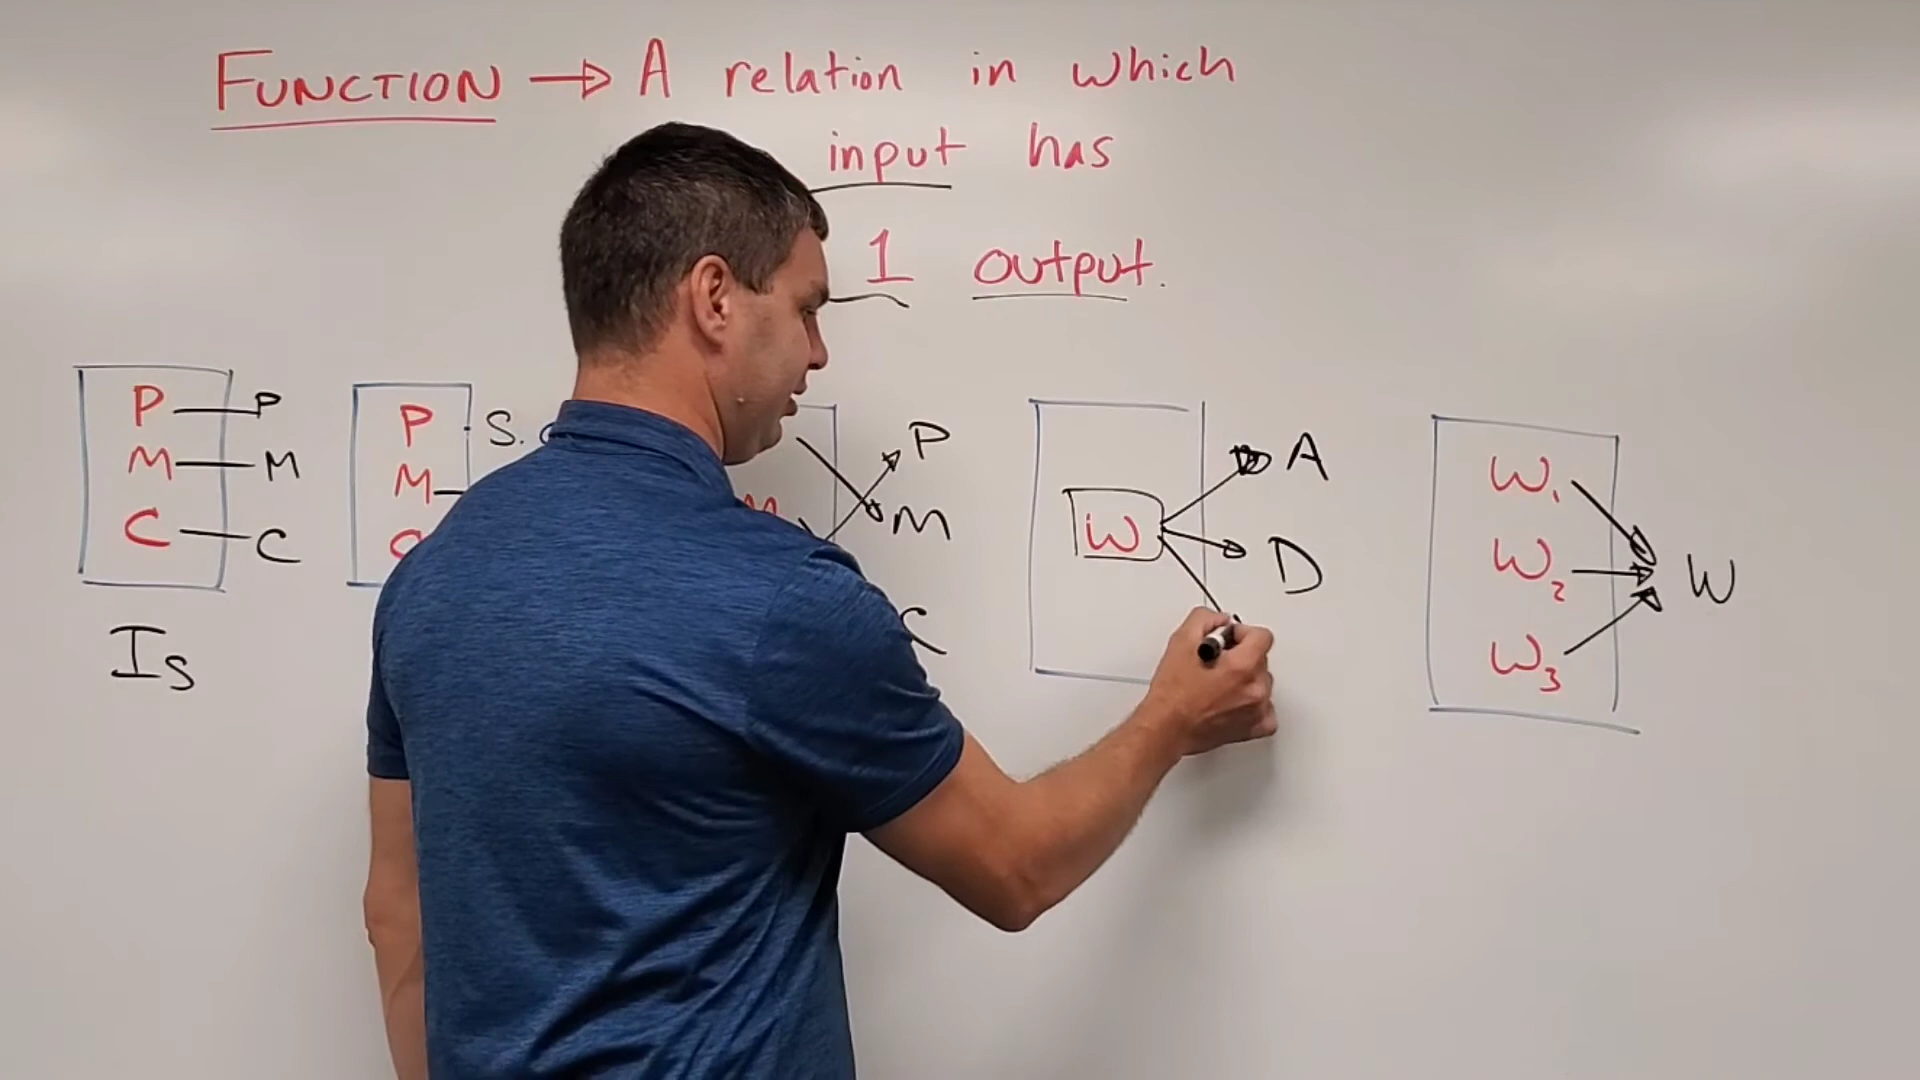 FUNCTION → A relation in which
input has
1 output.
P P
M M
C C
Is
P S.
M
C
P
M M
C
W A
D
W₁
W₂ W
W₃